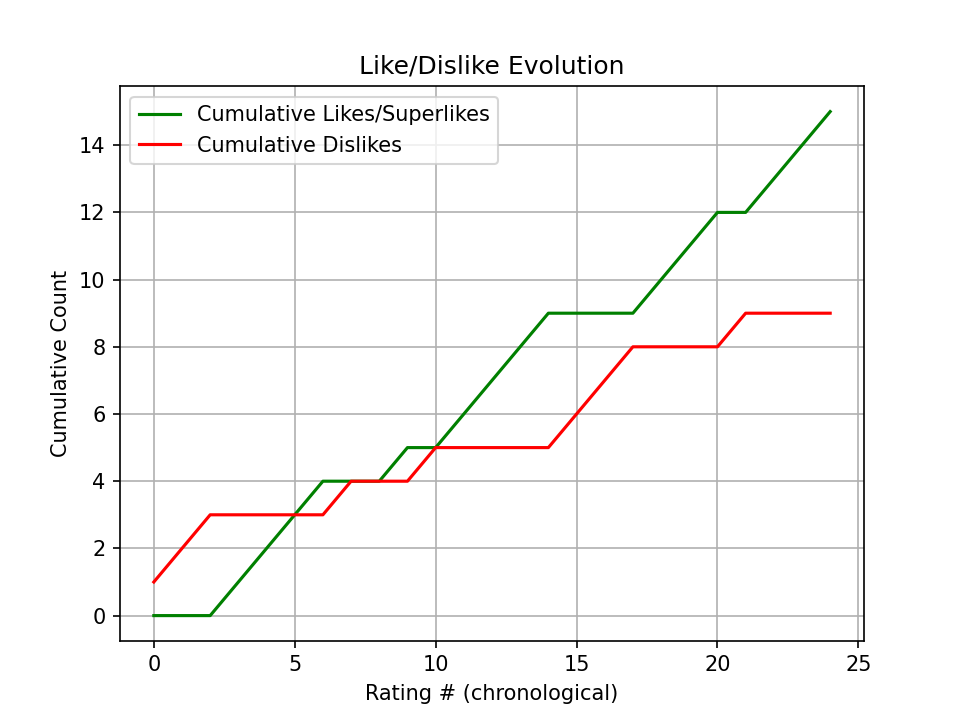 Like/Dislike Evolution
Cumulative Likes/Superlikes
Cumulative Dislikes
Cumulative Count
14
12
10
8
6
4
2
0
0 5 10 15 20 25
Rating # (chronological)